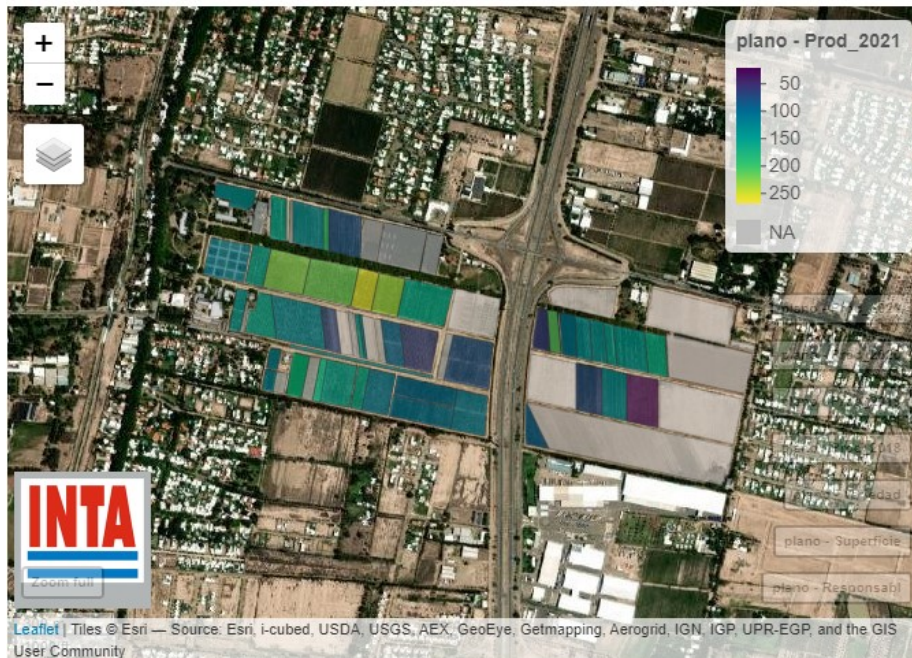 +
−
plano - Prod_2021
50
100
150
200
250
NA
INTA
Zoom full
plano - Superficie
plano - Responsabl
Leaflet | Tiles © Esri — Source: Esri, i-cubed, USDA, USGS, AEX, GeoEye, Getmapping, Aerogrid, IGN, IGP, UPR-EGP, and the GIS
User Community